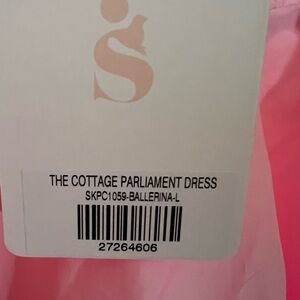 S
THE COTTAGE PARLIAMENT DRESS
SKPC1059-BALLERINA-L
27264606